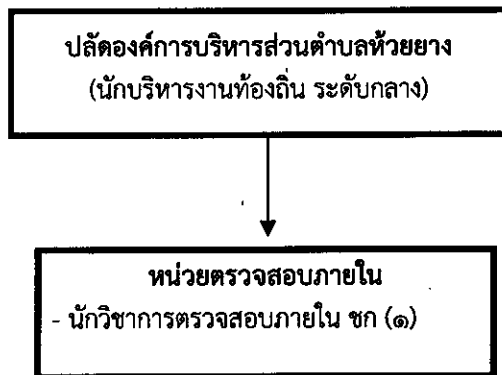 ปลัดองค์การบริหารส่วนตำบลห้วยยาง
(นักบริหารงานท้องถิ่น ระดับกลาง)
หน่วยตรวจสอบภายใน
- นักวิชาการตรวจสอบภายใน ชก (๑)